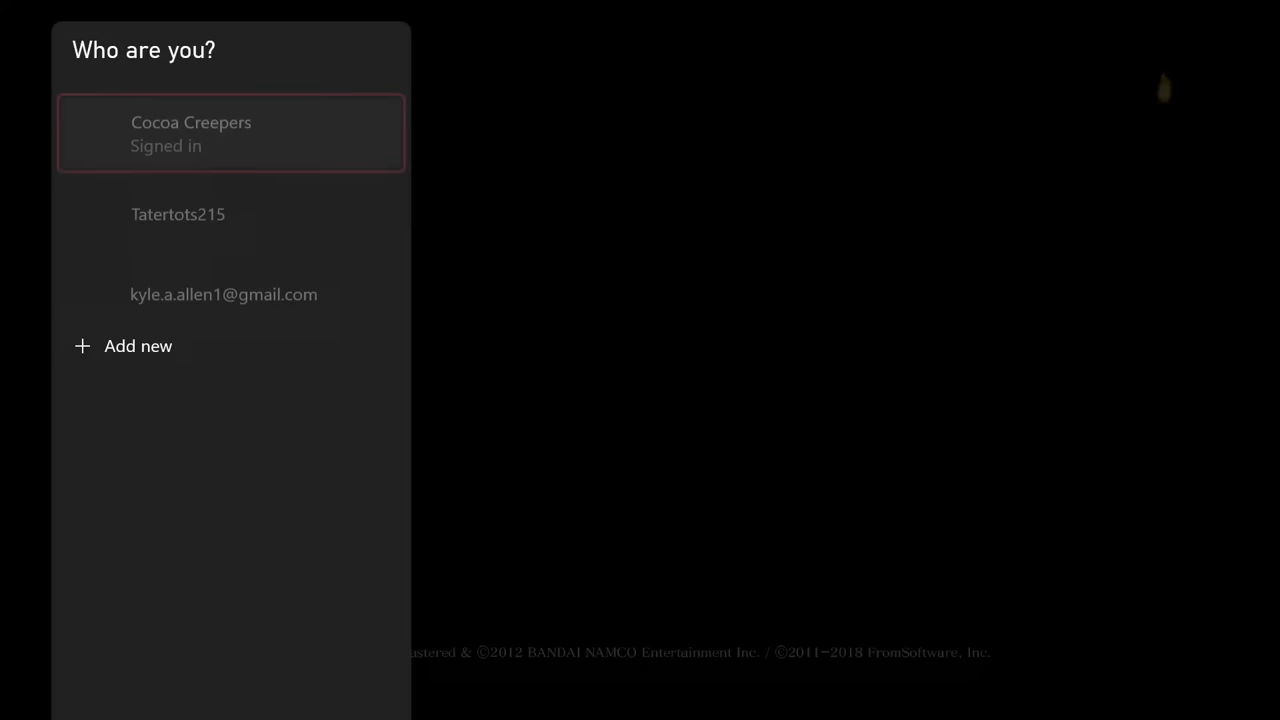 Who are you?
Cocoa Creepers
Signed in
Tatertots215
kyle.a.allen1@gmail.com
+ Add new
astered & ©2012 BANDAI NAMCO Entertainment Inc. / ©2011-2018 FromSoftware, Inc.